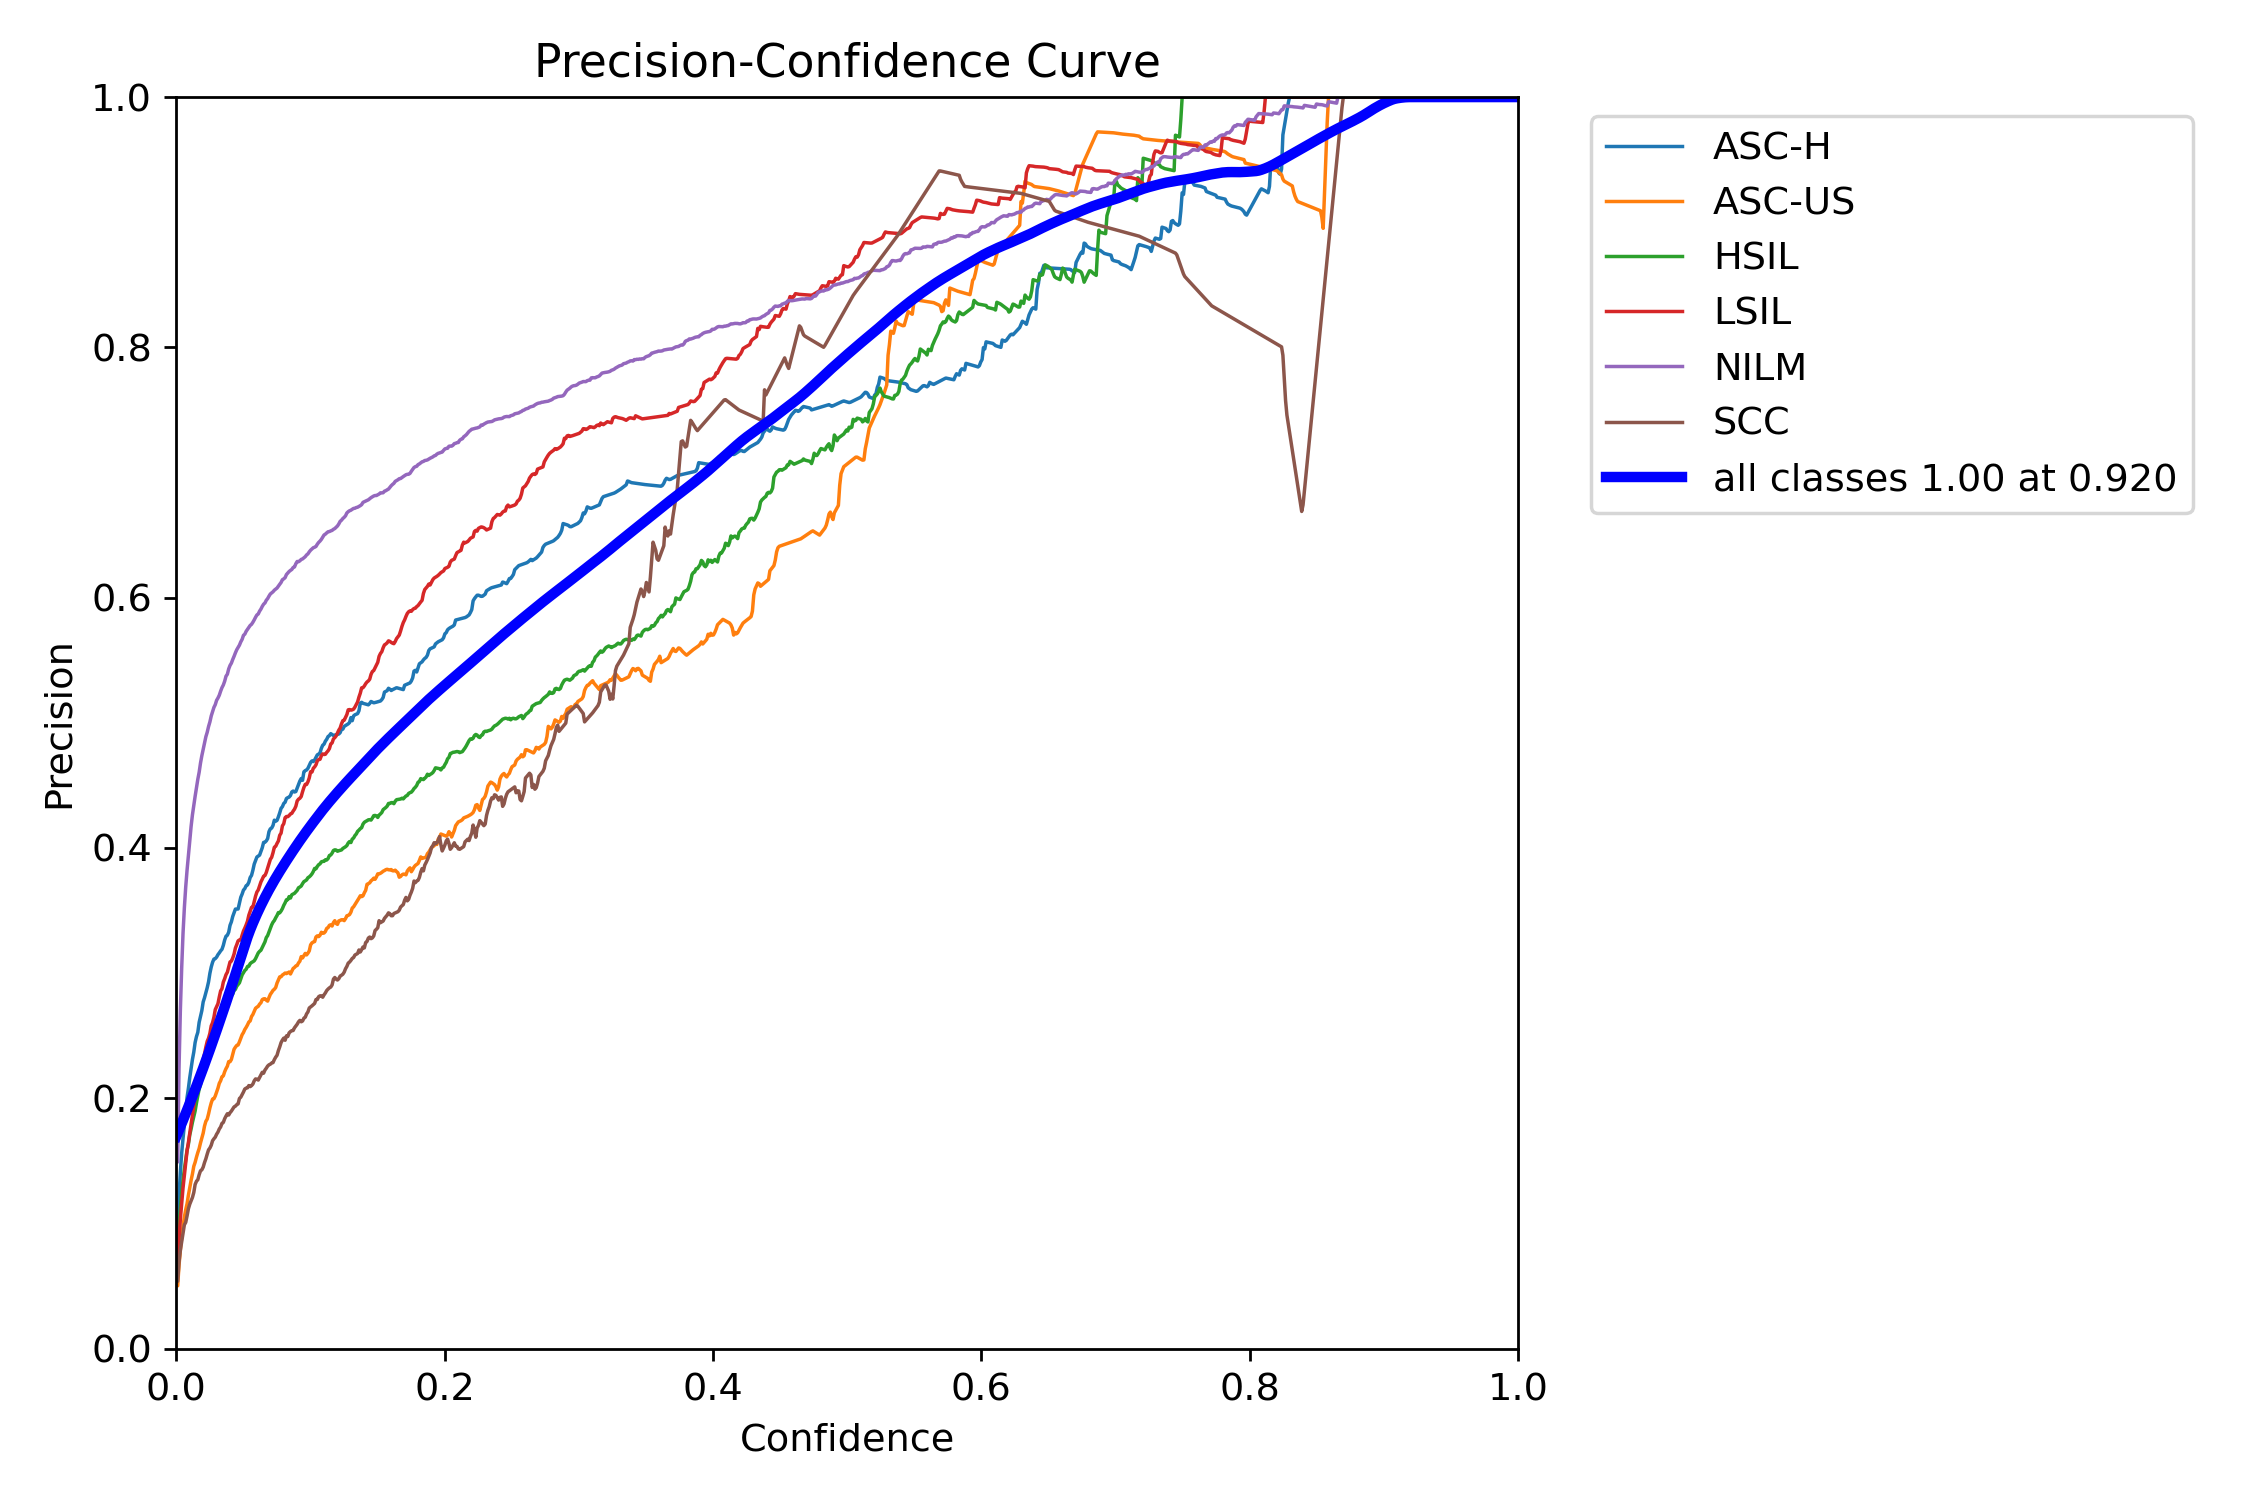 Precision-Confidence Curve
1.0
0.8
0.6
0.4
0.2
0.0
Precision
0.0 0.2 0.4 0.6 0.8 1.0
Confidence
ASC-H
ASC-US
HSIL
LSIL
NILM
SCC
all classes 1.00 at 0.920